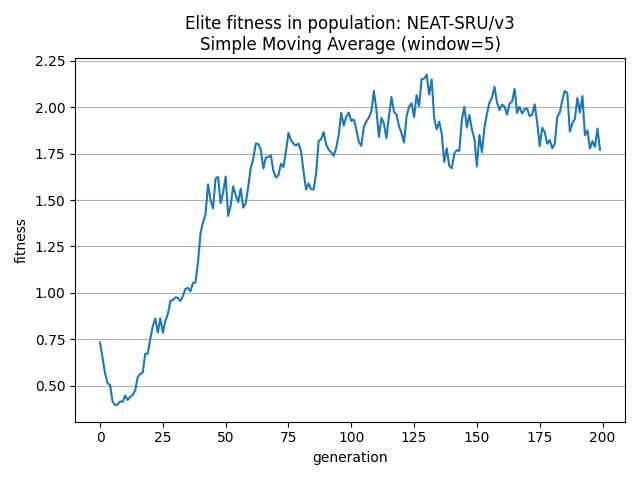 Elite fitness in population: NEAT-SRU/v3
Simple Moving Average (window=5)
fitness
2.25
2.00
1.75
1.50
1.25
1.00
0.75
0.50
0 25 50 75 100 125 150 175 200
generation